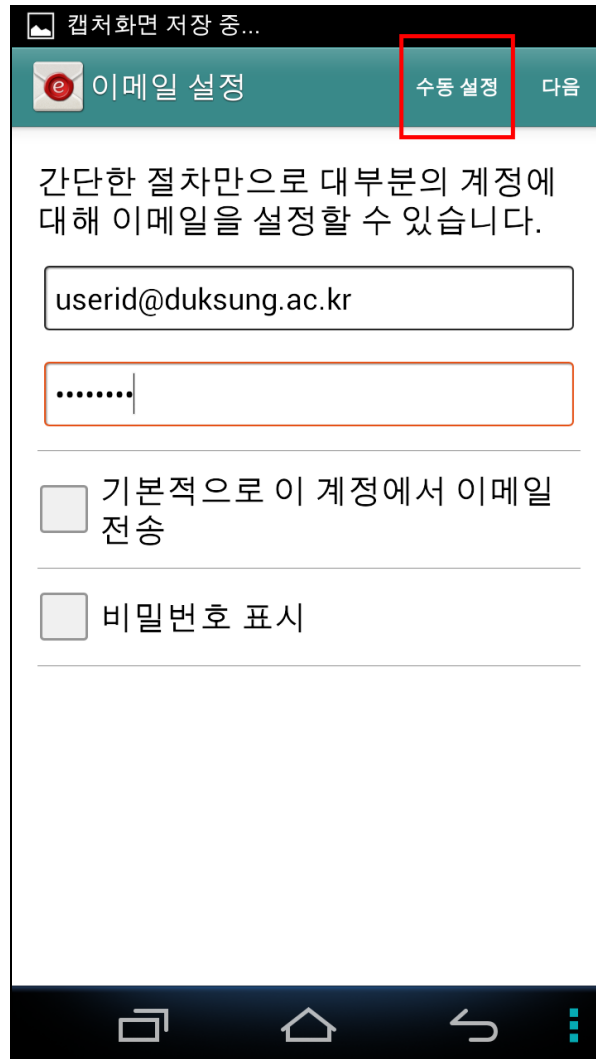 캡처화면 저장 중...
이메일 설정
수동 설정
다음
간단한 절차만으로 대부분의 계정에
대해 이메일을 설정할 수 있습니다.
userid@duksung.ac.kr
••••••••
기본적으로 이 계정에서 이메일
전송
비밀번호 표시